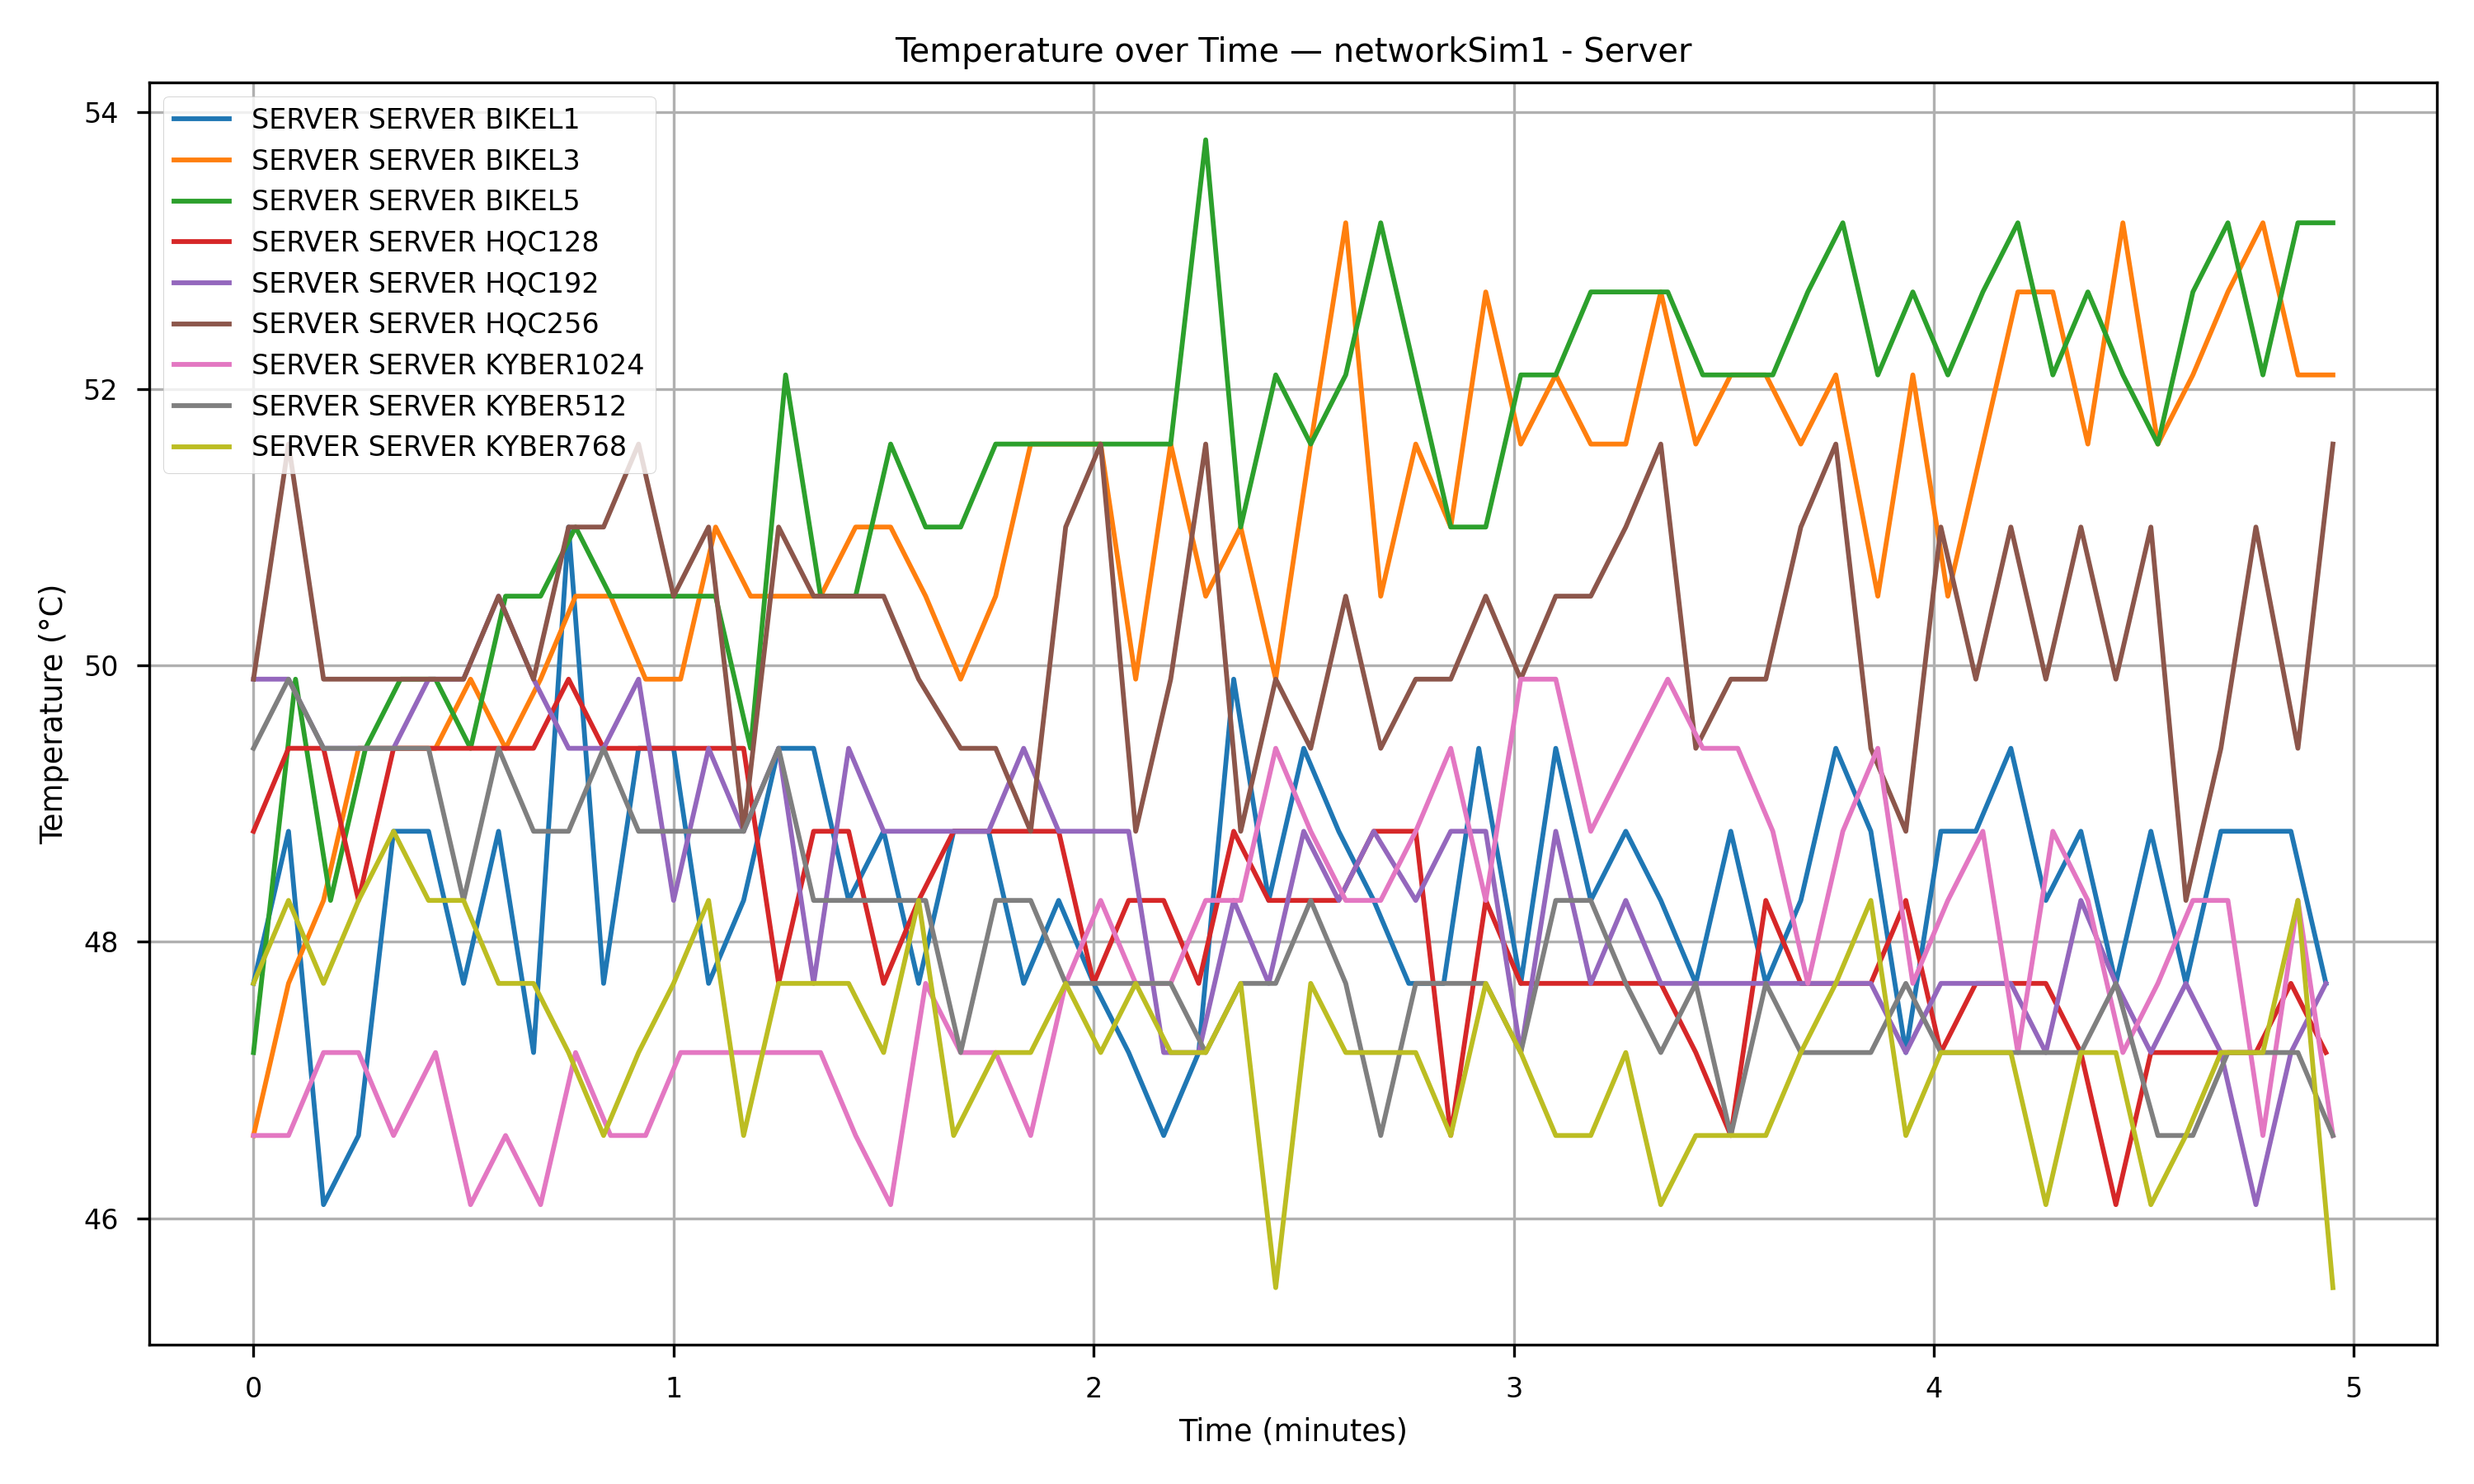 Temperature over Time — networkSim1 - Server
54
52
50
48
46
Temperature (°C)
SERVER SERVER BIKEL1
SERVER SERVER BIKEL3
SERVER SERVER BIKEL5
SERVER SERVER HQC128
SERVER SERVER HQC192
SERVER SERVER HQC256
SERVER SERVER KYBER1024
SERVER SERVER KYBER512
SERVER SERVER KYBER768
0 1 2 3 4 5
Time (minutes)